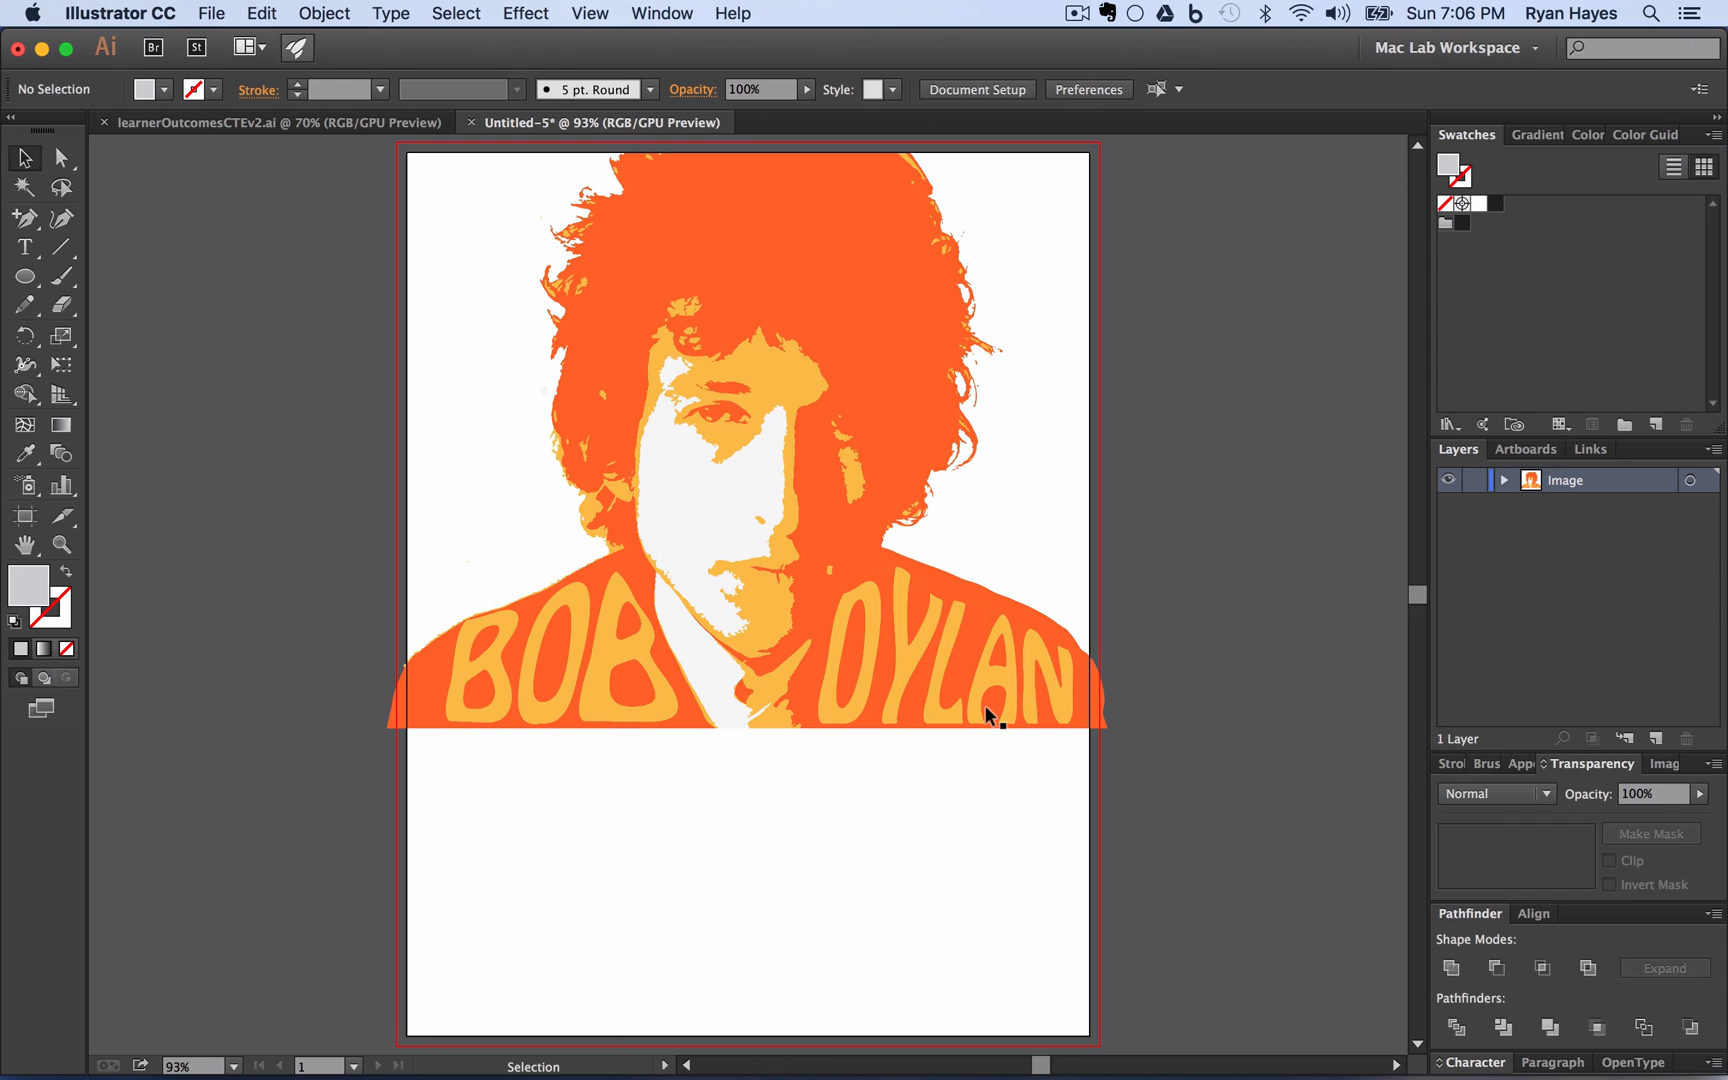 Illustrator CC File Edit Object Type Select Effect View Window Help Sun 7:06 PM Ryan Hayes
Ai Br St Mac Lab Workspace
No Selection Stroke: 5 pt. Round Opacity: 100% Style: Document Setup Preferences
× learnerOutcomesCTEv2.ai @ 70% (RGB/GPU Preview) × Untitled-5* @ 93% (RGB/GPU Preview)
Swatches Gradient Color Color Guid
Layers Artboards Links
Image
BOB DYLAN
1 Layer
Stro Brus Appe Transparency Imag
Normal Opacity: 100%
Make Mask
Clip
Invert Mask
Pathfinder Align
Shape Modes:
Expand
Pathfinders:
Character Paragraph OpenType
93% 1 Selection